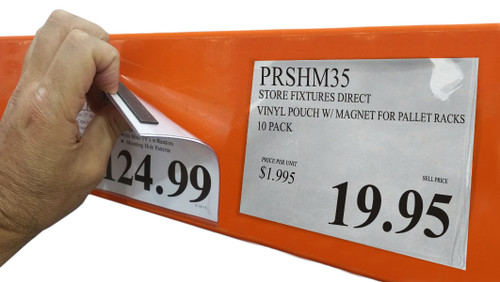 PRSHM35
STORE FIXTURES DIRECT
VINYL POUCH W/ MAGNET FOR PALLET RACKS
10 PACK
PRICE PER UNIT
$1.995
SELL PRICE
19.95
124.99